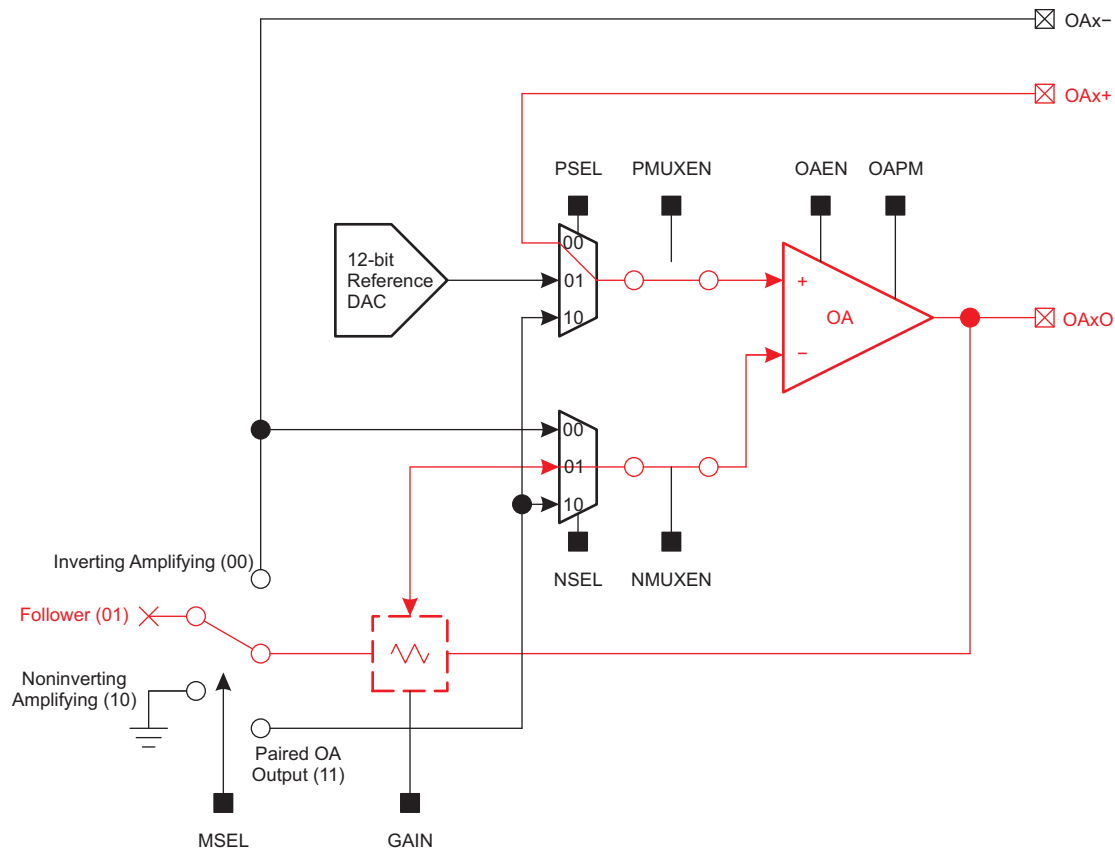 OAx−
OAx+
PSEL
PMUXEN
OAEN
OAPM
12-bit
Reference
DAC
00
01
10
+
−
OA
OAxO
00
01
10
NSEL
NMUXEN
Inverting Amplifying (00)
Follower (01)
Noninverting
Amplifying (10)
Paired OA
Output (11)
MSEL
GAIN